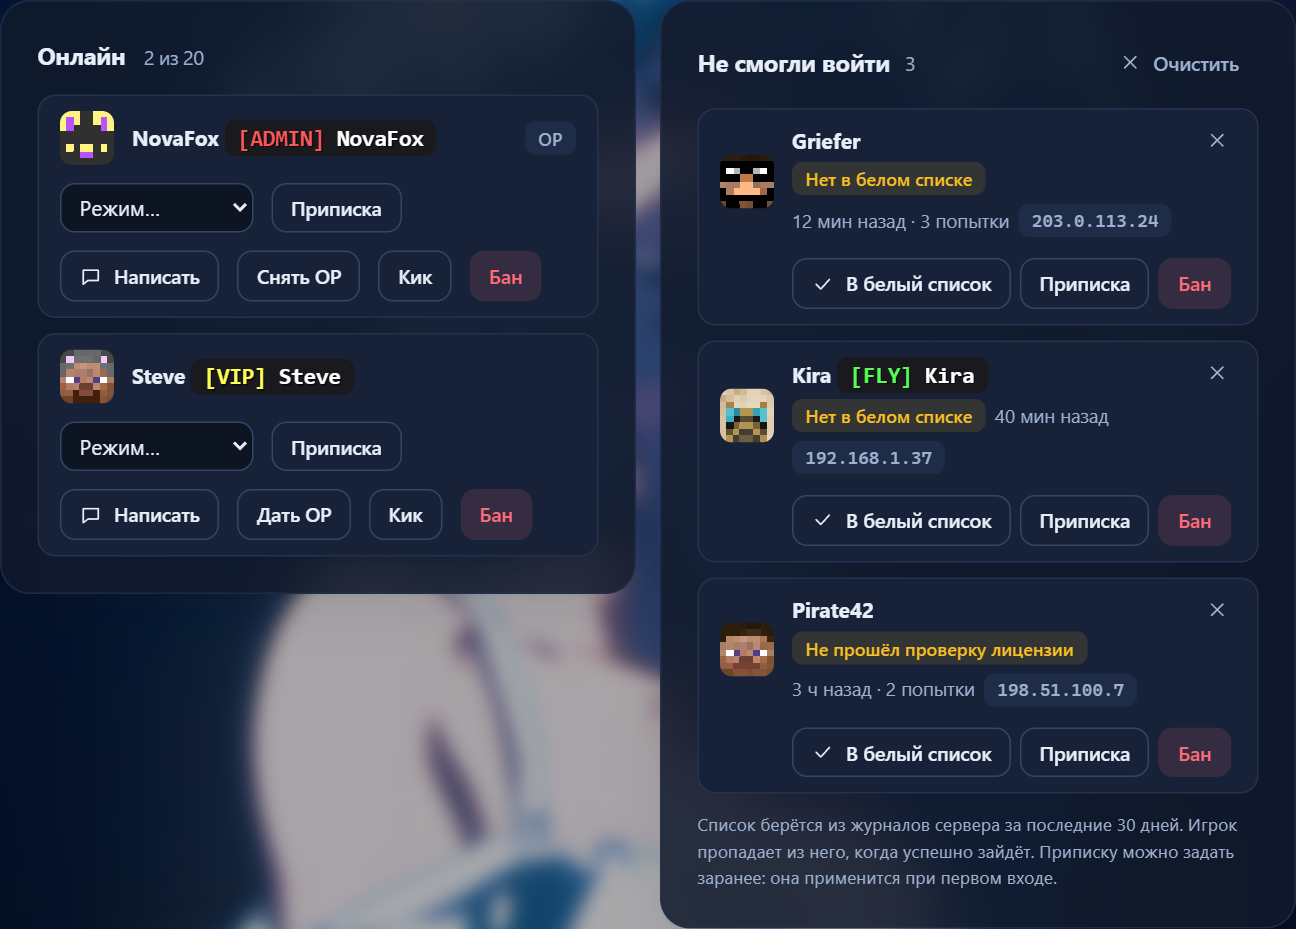 Онлайн 2 из 20
NovaFox [ADMIN] NovaFox OP
Режим... Приписка
Написать Снять OP Кик Бан
Steve [VIP] Steve
Режим... Приписка
Написать Дать OP Кик Бан
Не смогли войти 3 Очистить
Griefer
Нет в белом списке
12 мин назад · 3 попытки 203.0.113.24
В белый список Приписка Бан
Kira [FLY] Kira
Нет в белом списке 40 мин назад
192.168.1.37
В белый список Приписка Бан
Pirate42
Не прошёл проверку лицензии
3 ч назад · 2 попытки 198.51.100.7
В белый список Приписка Бан
Список берётся из журналов сервера за последние 30 дней. Игрок
пропадает из него, когда успешно зайдёт. Приписку можно задать
заранее: она применится при первом входе.